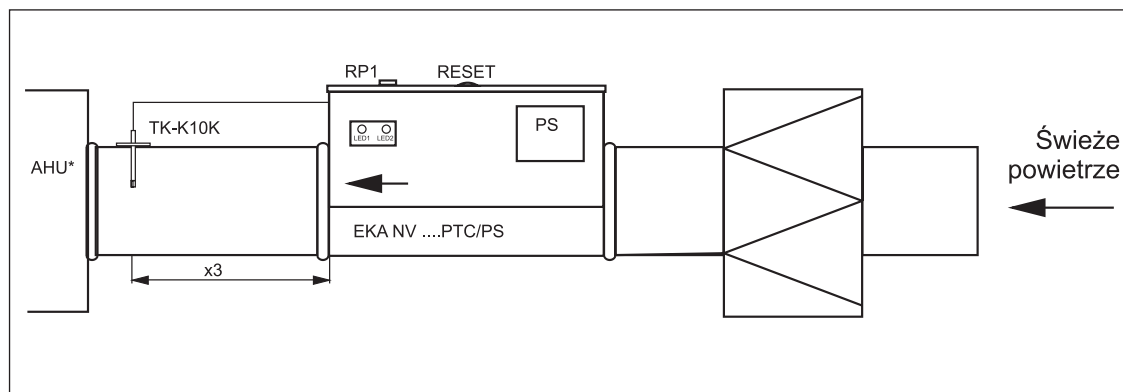 RP1
RESET
TK-K10K
LED1 LED2
PS
AHU*
EKA NV ....PTC/PS
x3
Świeże
powietrze